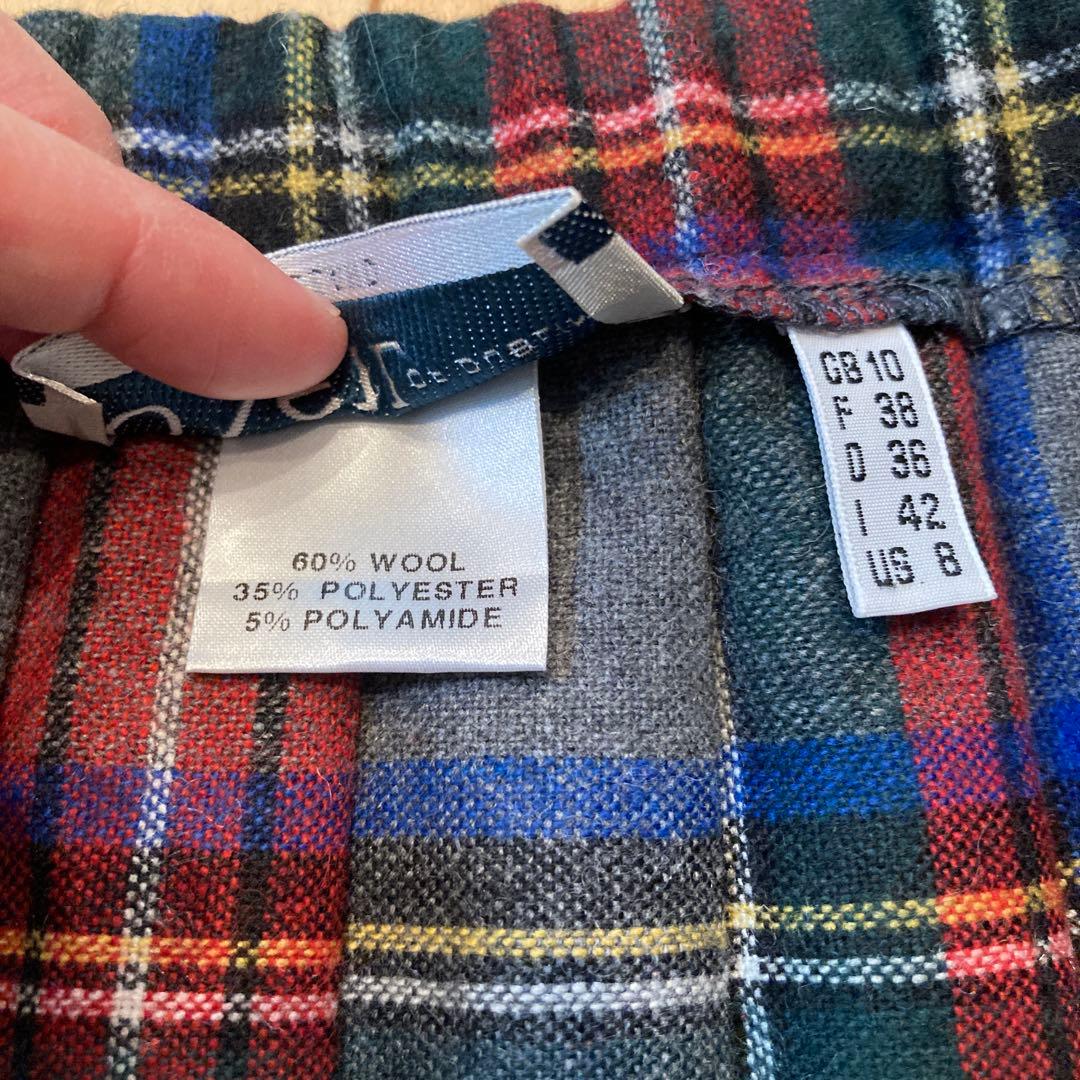 60% WOOL
35% POLYESTER
5% POLYAMIDE
GB 10
F 38
D 36
I 42
US 8